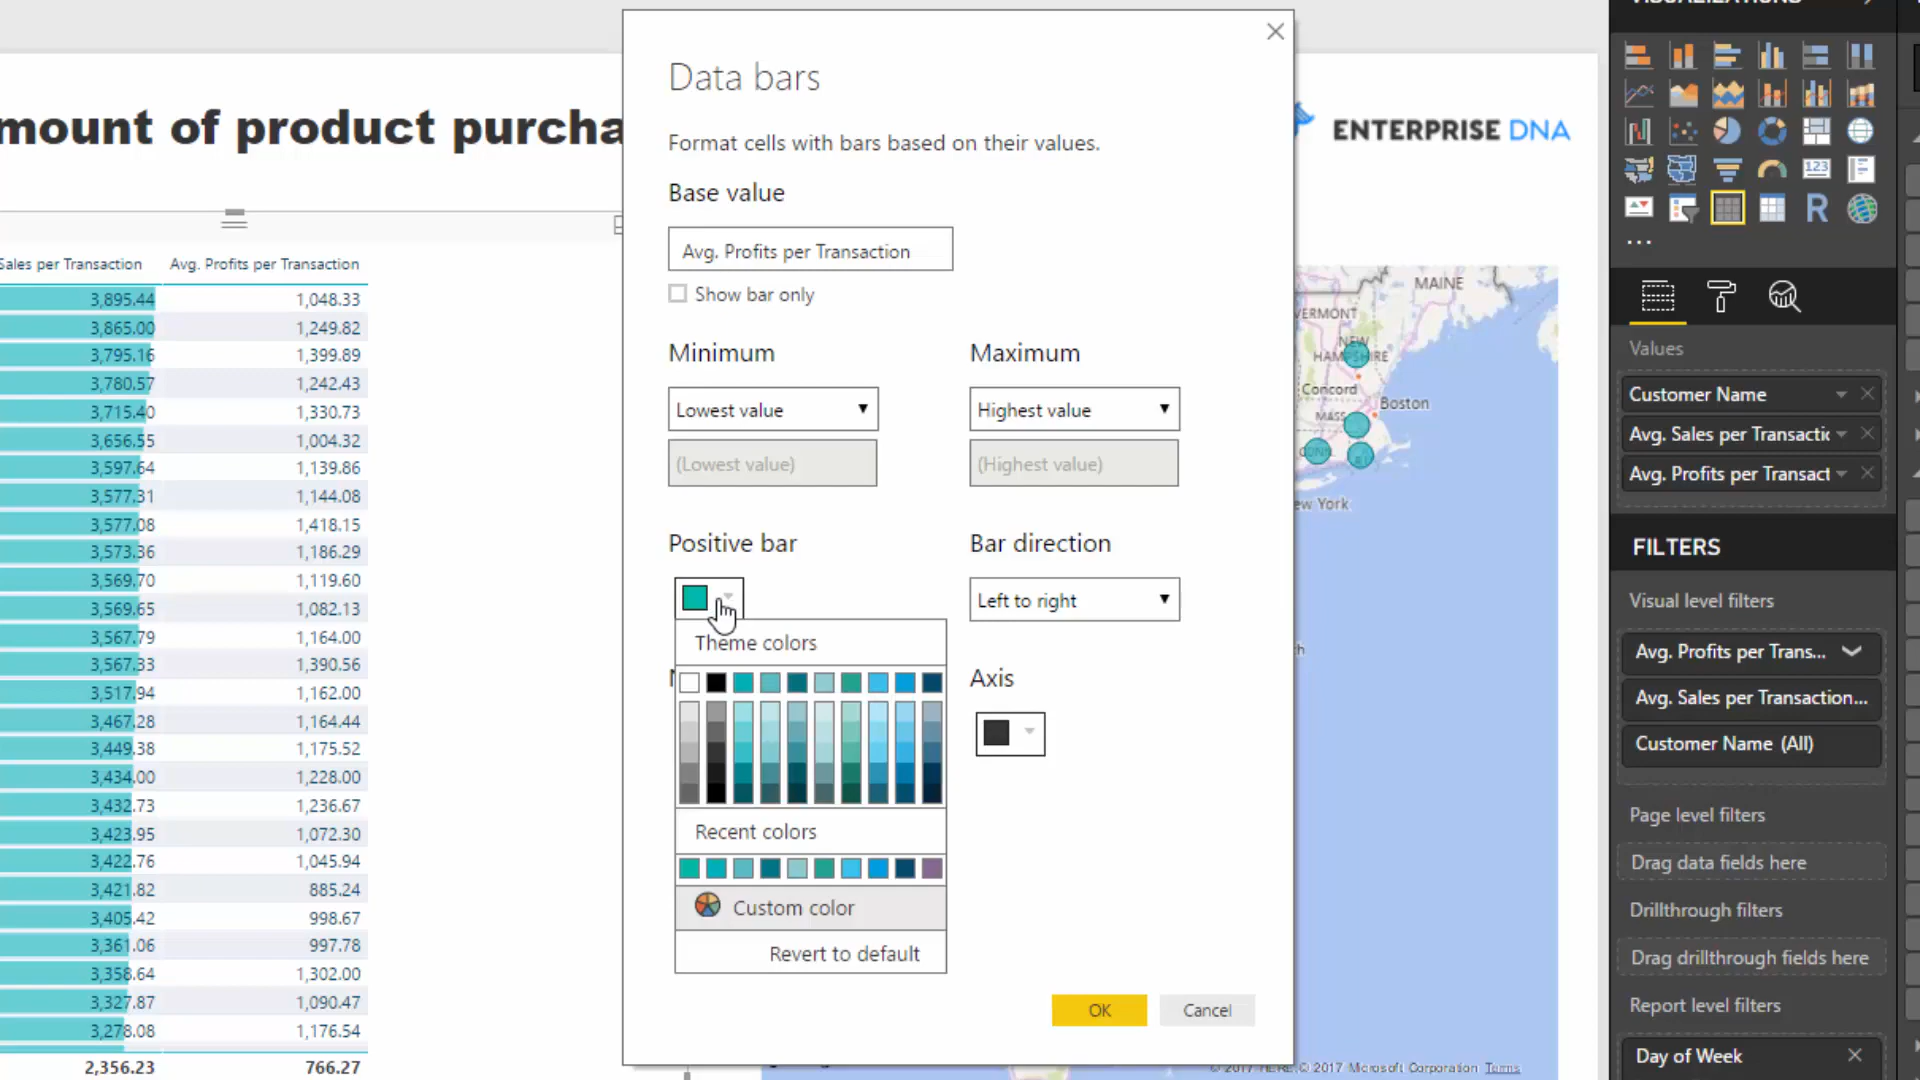 VISUALIZATIONS
mount of product purcha
ENTERPRISE DNA
Sales per Transaction
Avg. Profits per Transaction
3,895.44 1,048.33
3,865.00 1,249.82
3,795.16 1,399.89
3,780.57 1,242.43
3,715.40 1,330.73
3,656.55 1,004.32
3,597.64 1,139.86
3,577.31 1,144.08
3,577.08 1,418.15
3,573.36 1,186.29
3,569.70 1,119.60
3,569.65 1,082.13
3,567.79 1,164.00
3,567.33 1,390.56
3,517.94 1,162.00
3,467.28 1,164.44
3,449.38 1,175.52
3,434.00 1,228.00
3,432.73 1,236.67
3,423.95 1,072.30
3,422.76 1,045.94
3,421.82 885.24
3,405.42 998.67
3,361.06 997.78
3,358.64 1,302.00
3,327.87 1,090.47
3,278.08 1,176.54
2,356.23 766.27
Data bars
Format cells with bars based on their values.
Base value
Avg. Profits per Transaction
Show bar only
Minimum
Maximum
Lowest value
Highest value
(Lowest value)
(Highest value)
Positive bar
Bar direction
Left to right
Theme colors
Axis
Recent colors
Custom color
Revert to default
OK
Cancel
MAINE
VERMONT
NEW
HAMPSHIRE
Concord
MASS.
Boston
CONN.
R.I.
ew York
© 2017 HERE © 2017 Microsoft Corporation Terms
123
R
Values
Customer Name
Avg. Sales per Transactic
Avg. Profits per Transact
FILTERS
Visual level filters
Avg. Profits per Trans...
Avg. Sales per Transaction...
Customer Name (All)
Page level filters
Drag data fields here
Drillthrough filters
Drag drillthrough fields here
Report level filters
Day of Week